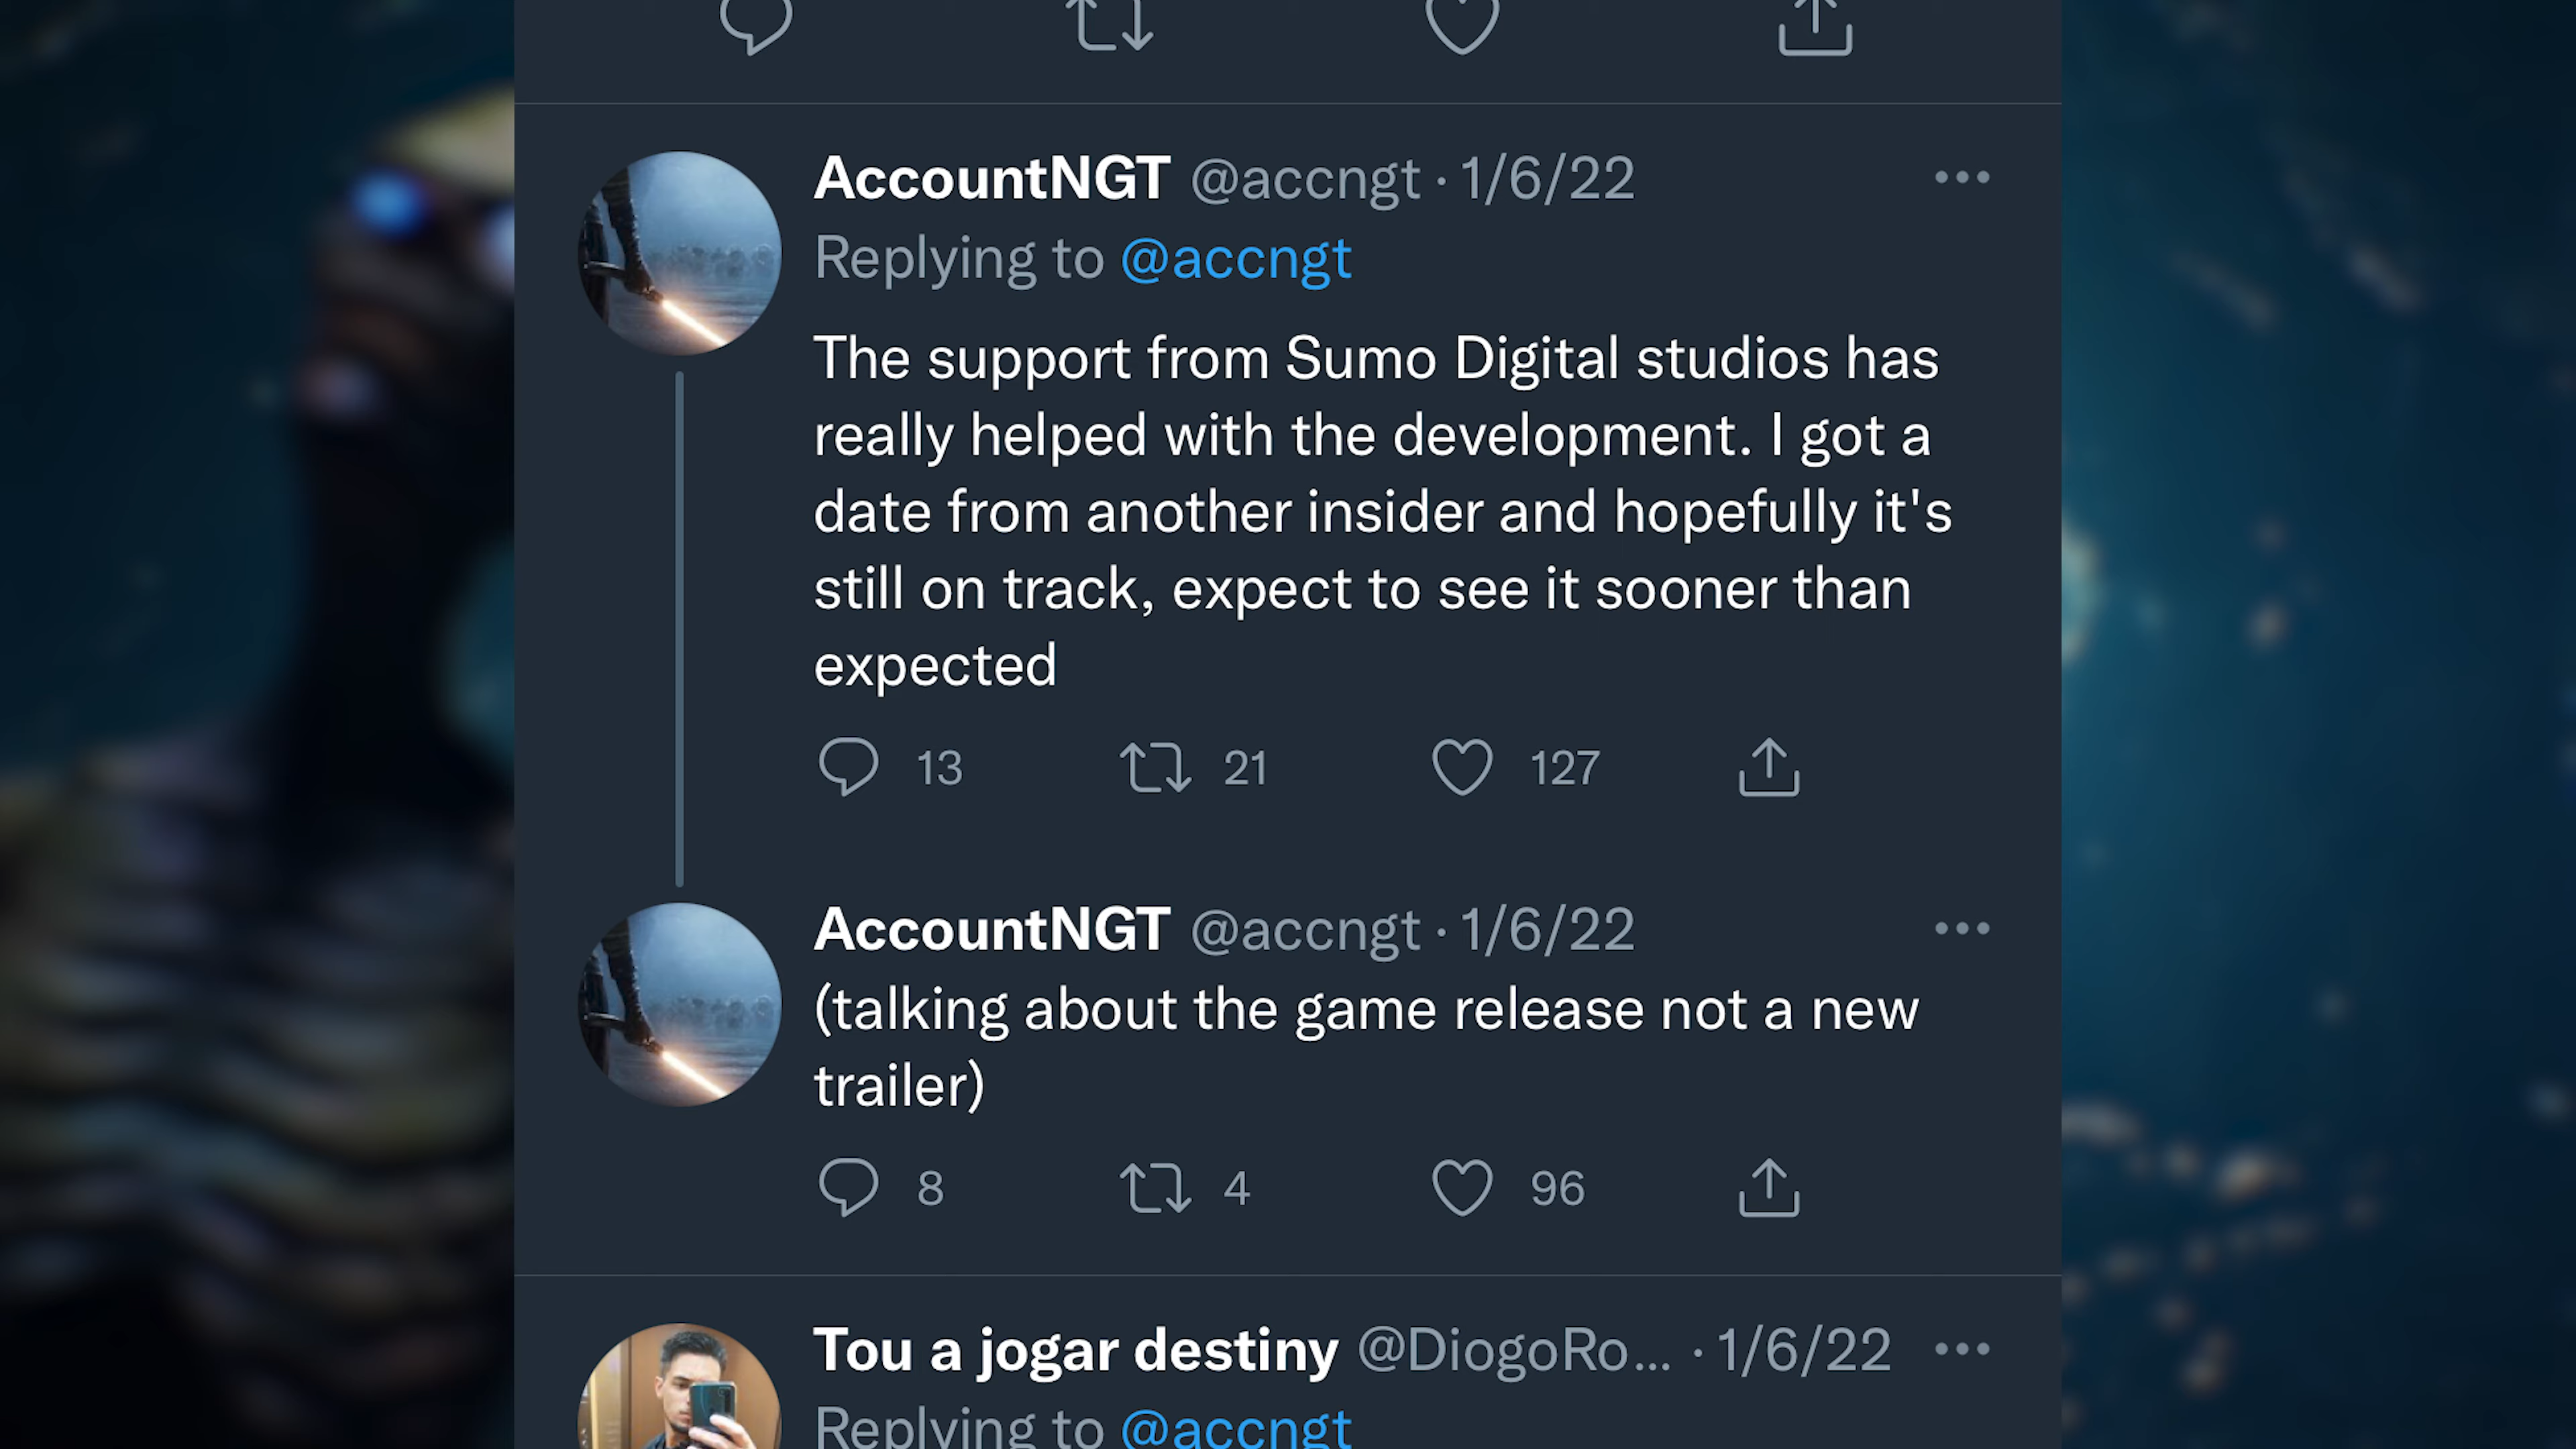 AccountNGT @accngt · 1/6/22
Replying to @accngt
The support from Sumo Digital studios has
really helped with the development. I got a
date from another insider and hopefully it's
still on track, expect to see it sooner than
expected
13 21 127
AccountNGT @accngt · 1/6/22
(talking about the game release not a new
trailer)
8 4 96
Tou a jogar destiny @DiogoRo... · 1/6/22
Replying to @accngt